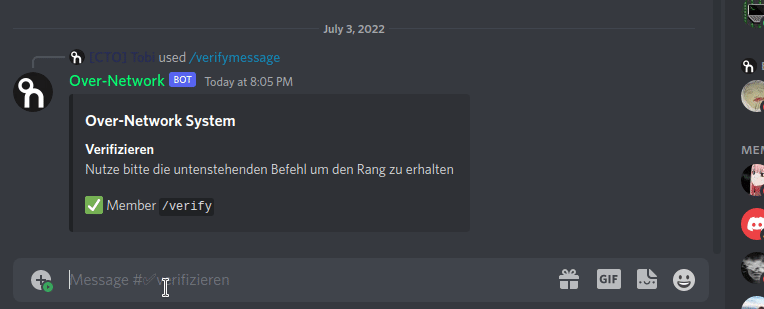 July 3, 2022
[CTO] Tobi used /verifymessage
Over-Network BOT Today at 8:05 PM
Over-Network System
Verifizieren
Nutze bitte die untenstehenden Befehl um den Rang zu erhalten
✅ Member /verify
Message #✅verifizieren
GIF